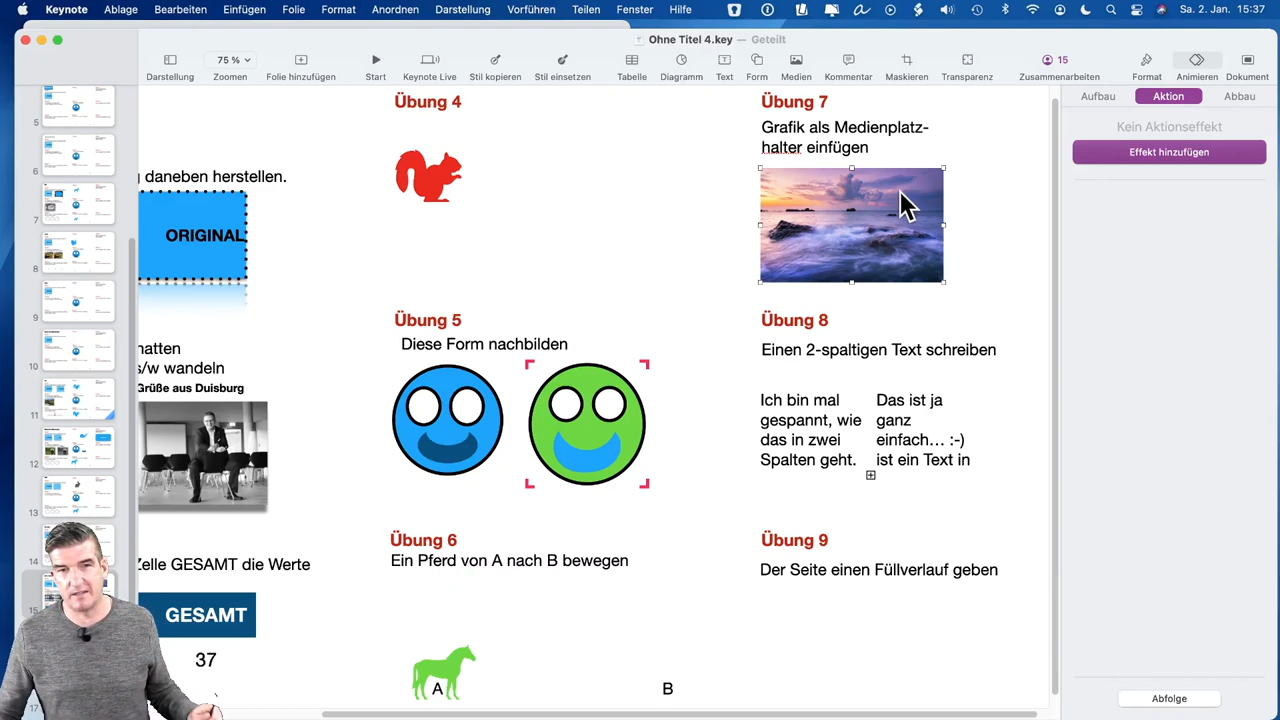 Keynote Ablage Bearbeiten Einfügen Folie Format Anordnen Darstellung Vorführen Teilen Fenster Hilfe Sa. 2. Jan. 15:37
Ohne Titel 4.key — Geteilt
75 %
15
Darstellung Zoomen Folie hinzufügen Start Keynote Live Stil kopieren Stil einsetzen Tabelle Diagramm Text Form Medien Kommentar Maskieren Transparenz Zusammenarbeiten Format Animieren Dokument
Aufbau Aktion Abbau
Kein Aktionseffekt
Effekt hinzufügen
Abfolge
5
6
7
8
9
10
11
12
13
14
15
17
daneben herstellen.
ORIGINAL
s/w wandeln
Grüße aus Duisburg
Zelle GESAMT die Werte
GESAMT
37
Übung 4
Übung 5
Diese Form nachbilden
Übung 6
Ein Pferd von A nach B bewegen
A
B
Übung 7
Grafik als Medienplatz-
halter einfügen
Übung 8
Einen 2-spaltigen Text schreiben
Ich bin mal
gespannt, wie
das in zwei
Spalten geht.
Das ist ja
ganz
einfach... :-)
ist ein Text in
Übung 9
Der Seite einen Füllverlauf geben